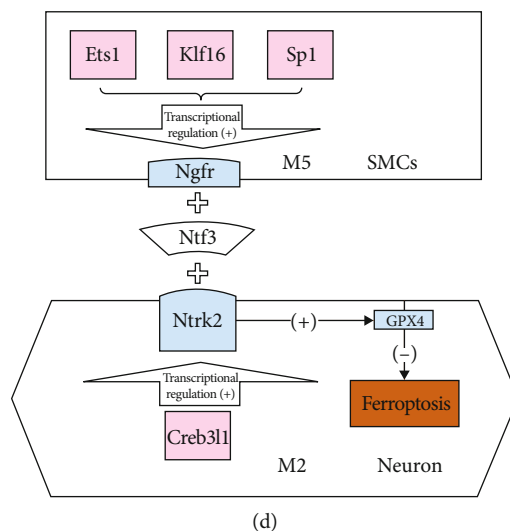 Ets1
Klf16
Sp1
Transcriptional
regulation (+)
Ngfr
M5
SMCs
Ntf3
Ntrk2
(+)
GPX4
(–)
Transcriptional
regulation (+)
Ferroptosis
Creb3l1
M2
Neuron
(d)